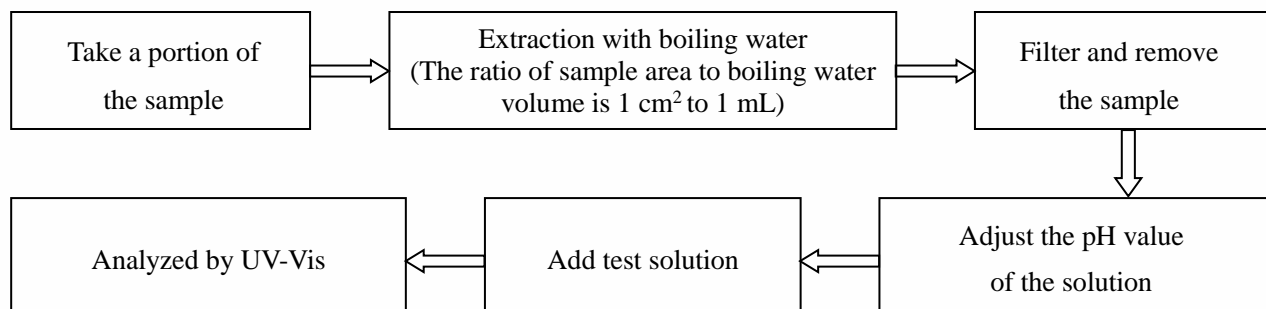 Take a portion of
the sample
Extraction with boiling water
(The ratio of sample area to boiling water
volume is 1 cm² to 1 mL)
Filter and remove
the sample
Adjust the pH value
of the solution
Add test solution
Analyzed by UV-Vis